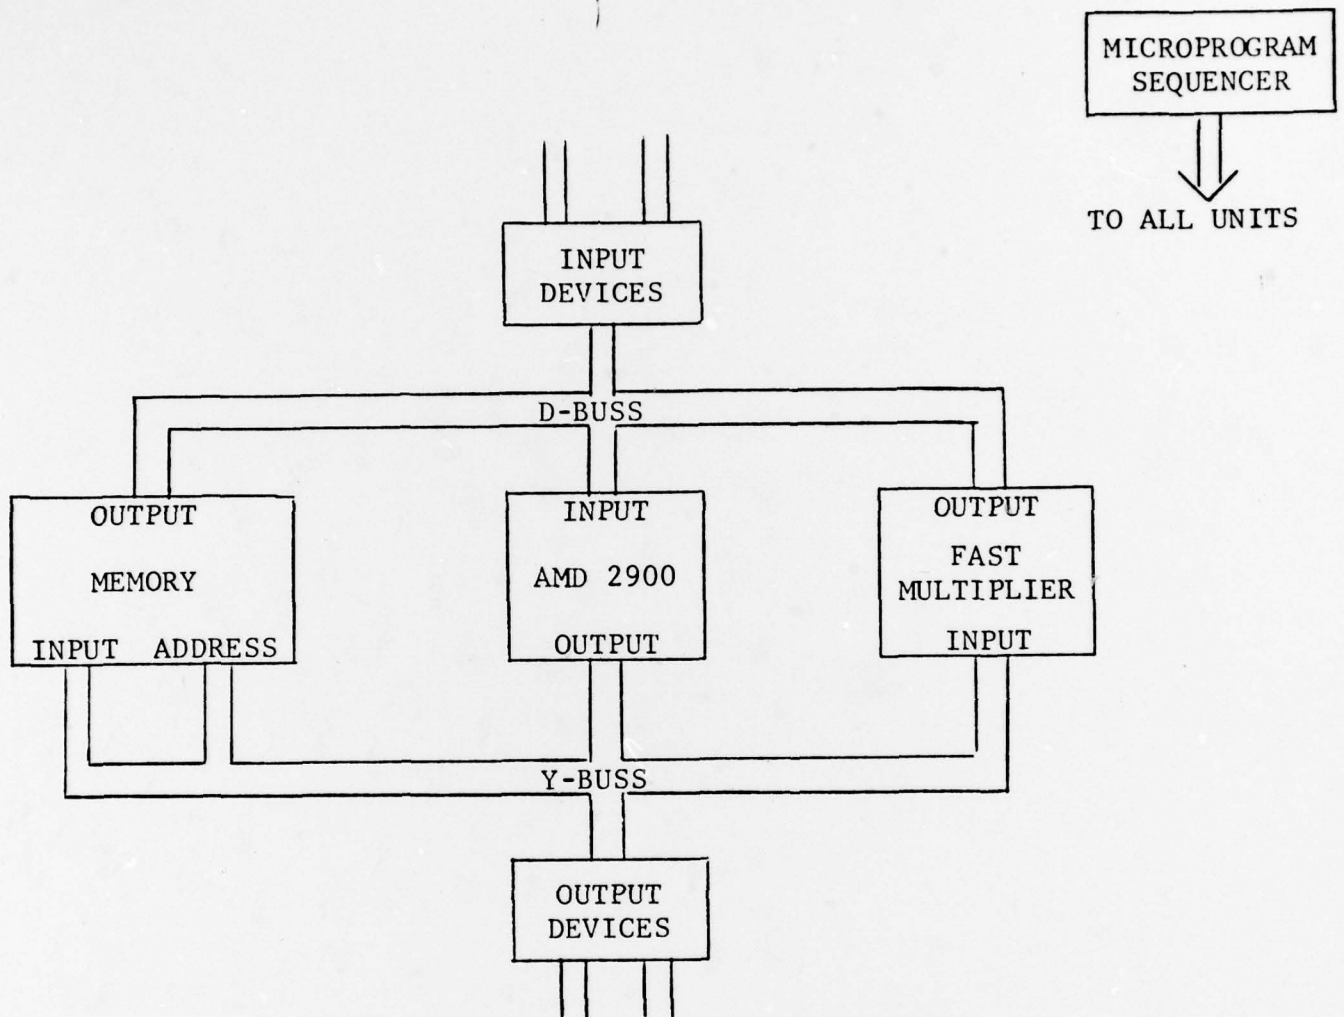 MICROPROGRAM
SEQUENCER
TO ALL UNITS
INPUT
DEVICES
D-BUSS
OUTPUT
MEMORY
INPUT ADDRESS
INPUT
AMD 2900
OUTPUT
OUTPUT
FAST
MULTIPLIER
INPUT
Y-BUSS
OUTPUT
DEVICES